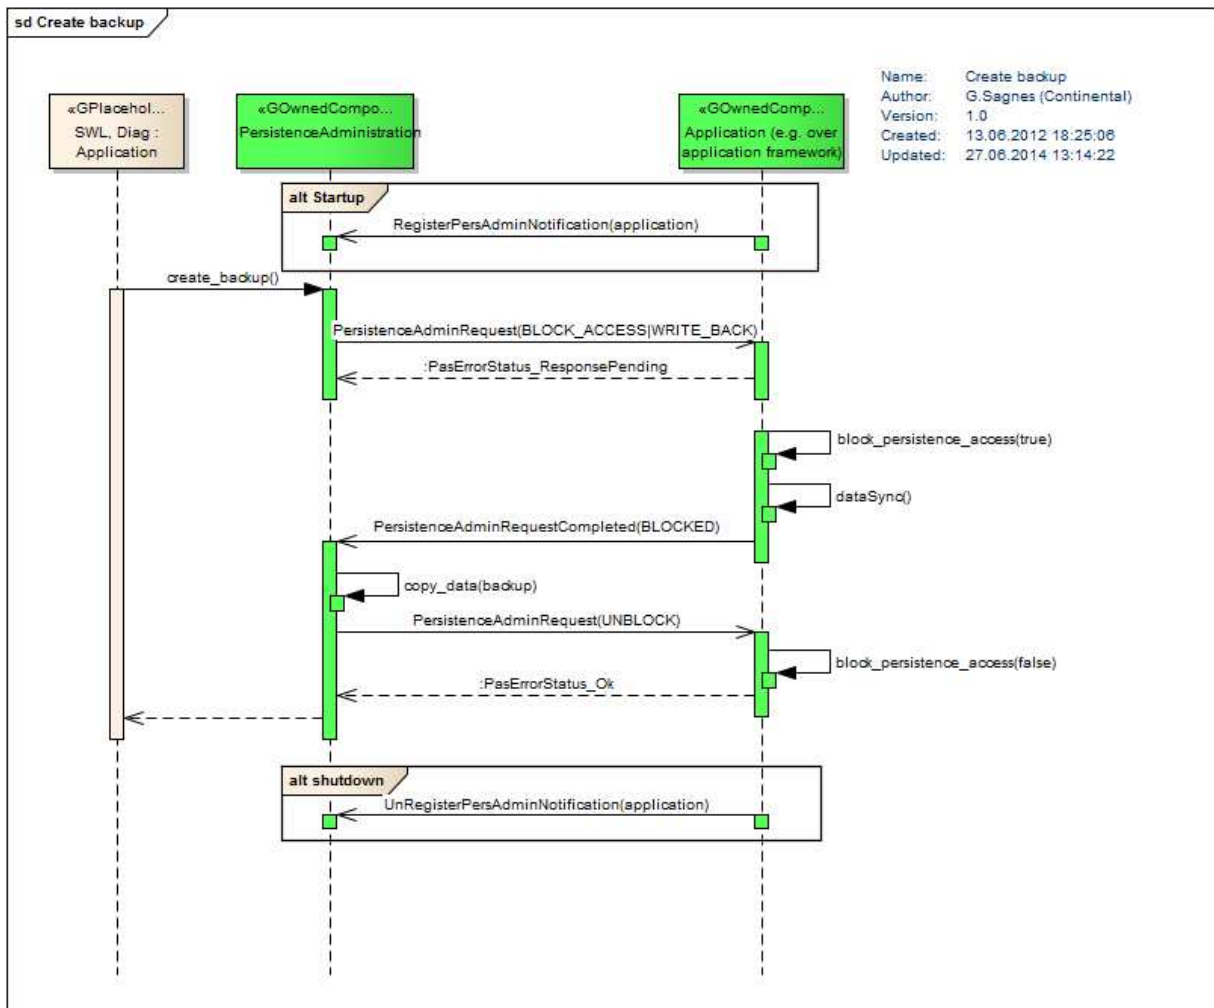 sd Create backup
Name: Create backup
Author: G.Sagnes (Continental)
Version: 1.0
Created: 13.06.2012 18:25:06
Updated: 27.06.2014 13:14:22
«GPlacehol...
SWL, Diag :
Application
«GOwnedCompo...
PersistenceAdministration
«GOwnedComp...
Application (e.g. over
application framework)
alt Startup
RegisterPersAdminNotification(application)
create_backup()
PersistenceAdminRequest(BLOCK_ACCESS|WRITE_BACK)
:PasErrorStatus_ResponsePending
block_persistence_access(true)
dataSync()
PersistenceAdminRequestCompleted(BLOCKED)
copy_data(backup)
PersistenceAdminRequest(UNBLOCK)
block_persistence_access(false)
:PasErrorStatus_Ok
alt shutdown
UnRegisterPersAdminNotification(application)